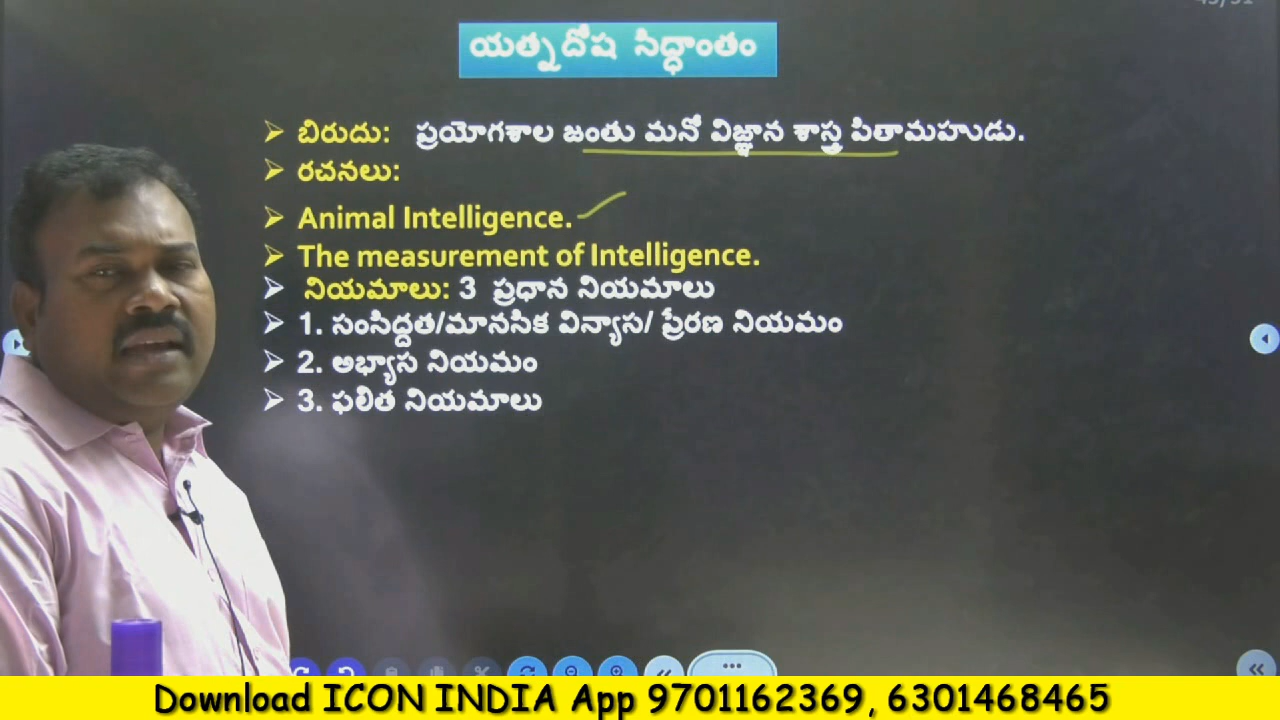 యత్నదోష సిద్ధాంతం
➢ బిరుదు: ప్రయోగశాల జంతు మనో విజ్ఞాన శాస్త్ర పితామహుడు.
➢ రచనలు:
➢ Animal Intelligence.
➢ The measurement of Intelligence.
➢ నియమాలు: 3 ప్రధాన నియమాలు
➢ 1. సంసిద్దత/మానసిక విన్యాస/ ప్రేరణ నియమం
➢ 2. అభ్యాస నియమం
➢ 3. ఫలిత నియమాలు
Download ICON INDIA App 9701162369, 6301468465